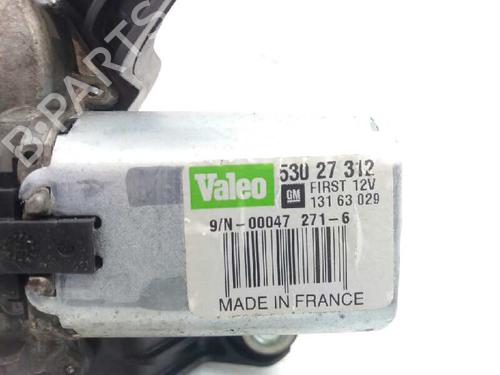 B-PARTS
Valeo
530 27 312
GM
FIRST 12V
131 63 029
9/N-00047 271-6
MADE IN FRANCE